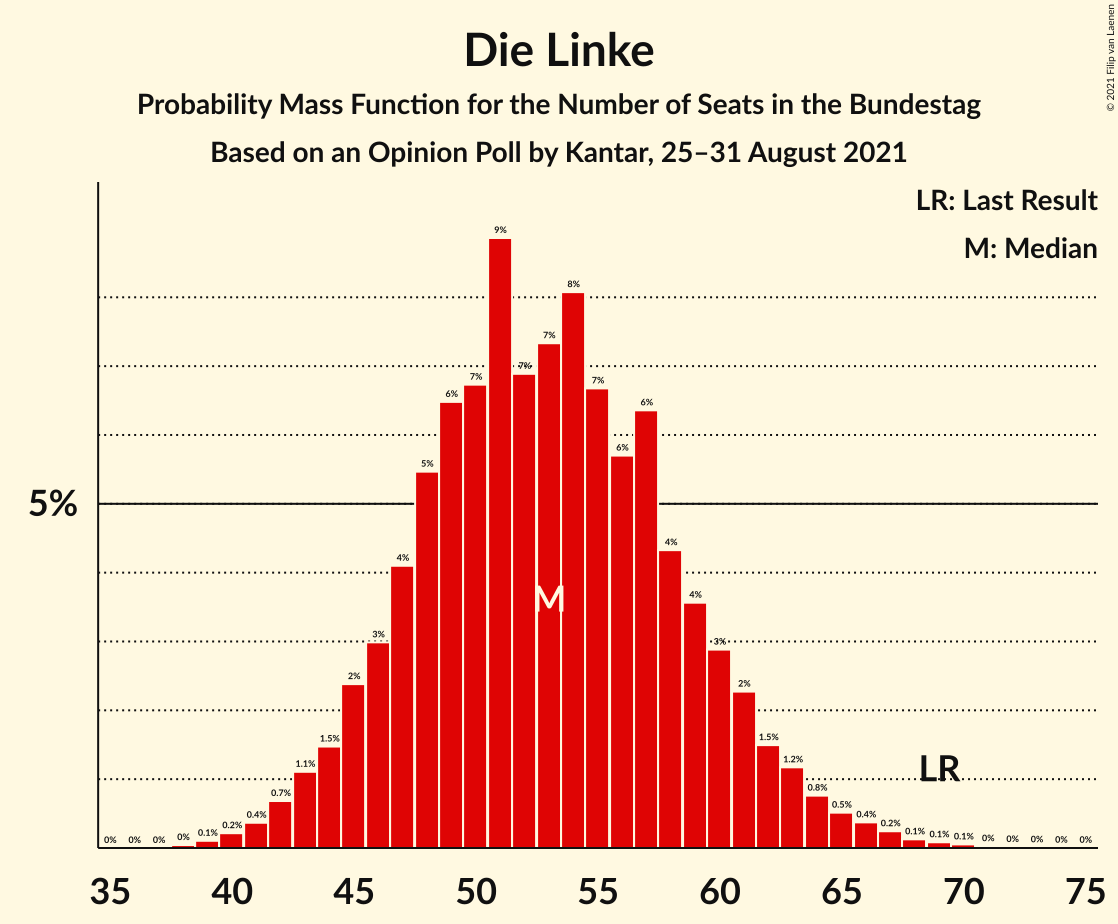 © 2021 Filip van Laenen
Die Linke
Probability Mass Function for the Number of Seats in the Bundestag
Based on an Opinion Poll by Kantar, 25–31 August 2021
LR: Last Result
M: Median
5%
0% 0% 0% 0% 0.1% 0.2% 0.4% 0.7% 1.1% 1.5% 2% 3% 4% 5% 6% 7% 9% 7% 7% 8% 7% 6% 6% 4% 4% 3% 2% 1.5% 1.2% 0.8% 0.5% 0.4% 0.2% 0.1% 0.1% 0.1% 0% 0% 0% 0% 0%
M
LR
35 40 45 50 55 60 65 70 75